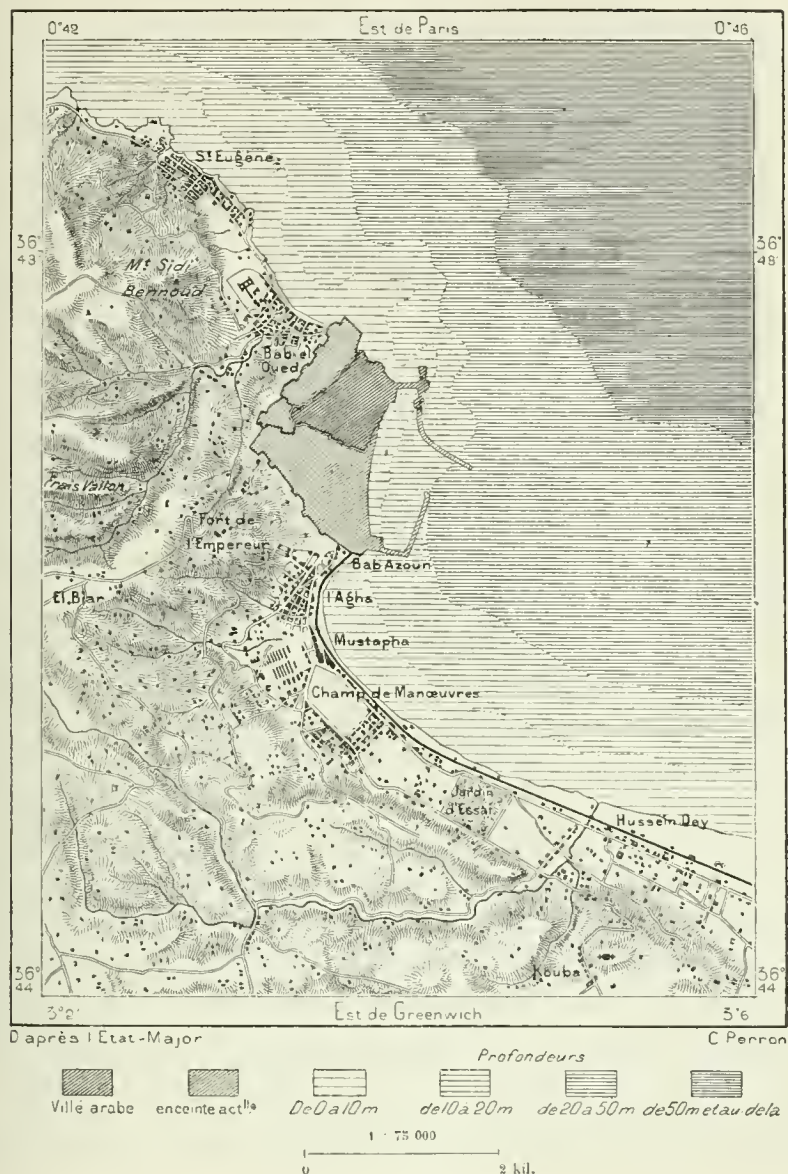 0°42 Est de Paris 0°46
St Eugène
36° 43' 36° 48'
Mt Sidi
Bennoud
Bab el
Oued
Frais Vallon
Fort de
l'Empereur
Bab Azoun
El Biar
l'Agha
Mustapha
Champ de Manœuvres
Jardin
d'Essai
Hussein Dey
Kouba
36° 44 36° 44
3°2' Est de Greenwich 3°6
D'après l'Etat-Major C Perron
Profondeurs
Ville arabe enceinte actlle De 0 a 10m de 10 à 20m de 20 a 50m de 50m et au dela
1 : 75 000
0 2 kil.